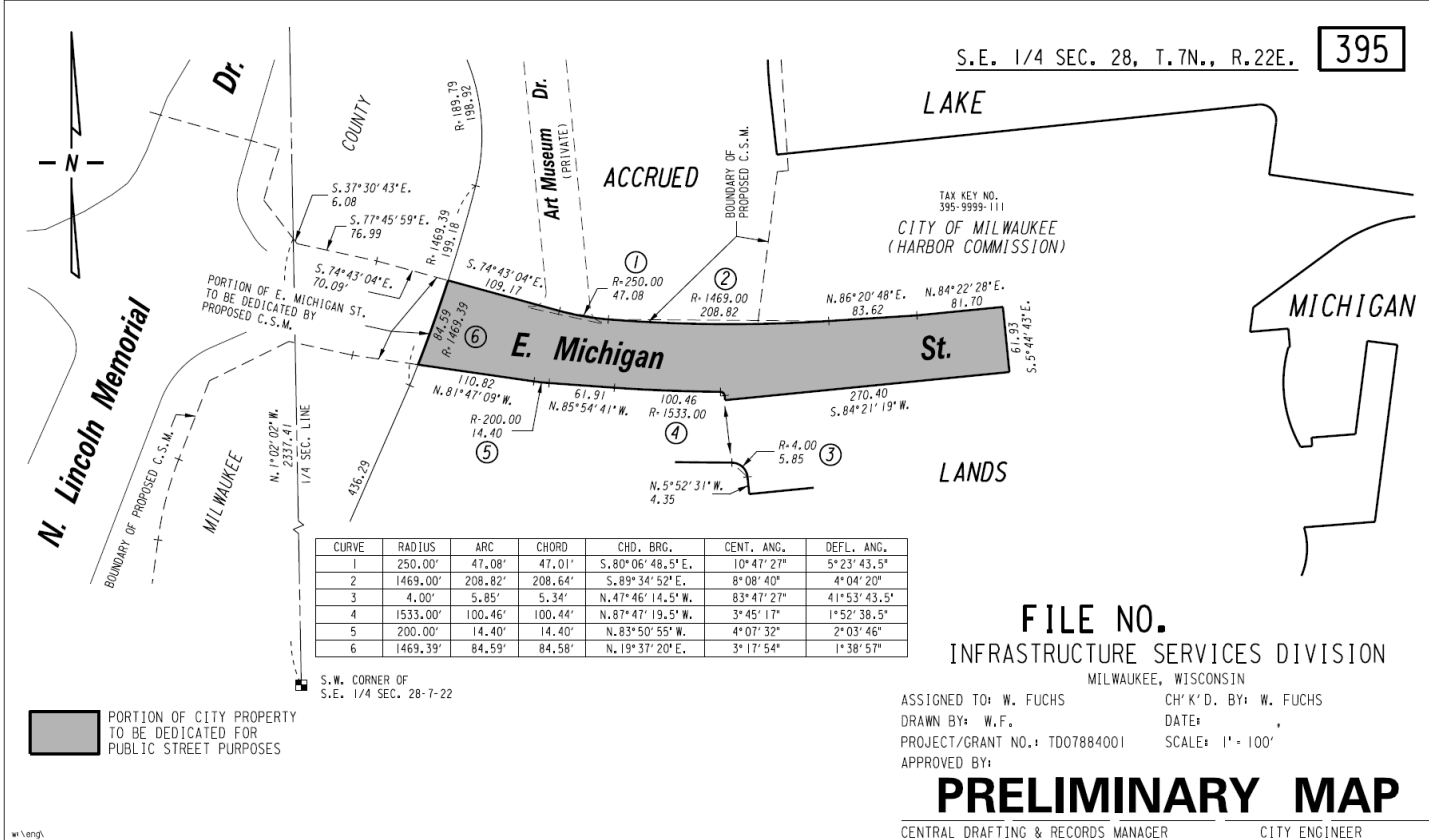 S.E. 1/4 SEC. 28, T.7N., R.22E.
395
Dr.
COUNTY
R=189.79
198.92
Art Museum Dr.
(PRIVATE)
ACCRUED
LAKE
— N —
BOUNDARY OF
PROPOSED C.S.M.
TAX KEY NO.
395-9999-111
CITY OF MILWAUKEE
(HARBOR COMMISSION)
S.37°30'43"E.
6.08
S.77°45'59"E.
76.99
R=1469.39
199.18
S.74°43'04"E.
70.09'
S.74°43'04"E.
109.17
1
R=250.00
47.08
2
R=1469.00
208.82
N.86°20'48"E.
83.62
N.84°22'28"E.
81.70
MICHIGAN
PORTION OF E. MICHIGAN ST.
TO BE DEDICATED BY
PROPOSED C.S.M.
84.59
R=1469.39
6
E. Michigan St.
61.93
S.5°44'43"E.
N. Lincoln Memorial
110.82
N.81°47'09"W.
61.91
N.85°54'41"W.
100.46
R=1533.00
4
270.40
S.84°21'19"W.
R=200.00
14.40
5
R=4.00
5.85
3
N.5°52'31"W.
4.35
LANDS
BOUNDARY OF PROPOSED C.S.M.
MILWAUKEE
N.1°02'02"W.
2337.41
1/4 SEC. LINE
436.29
CURVE RADIUS ARC CHORD CHD. BRG. CENT. ANG. DEFL. ANG.
1 250.00' 47.08' 47.01' S.80°06'48.5"E. 10°47'27" 5°23'43.5"
2 1469.00' 208.82' 208.64' S.89°34'52"E. 8°08'40" 4°04'20"
3 4.00' 5.85' 5.34' N.47°46'14.5"W. 83°47'27" 41°53'43.5"
4 1533.00' 100.46' 100.44' N.87°47'19.5"W. 3°45'17" 1°52'38.5"
5 200.00' 14.40' 14.40' N.83°50'55"W. 4°07'32" 2°03'46"
6 1469.39' 84.59' 84.58' N.19°37'20"E. 3°17'54" 1°38'57"
S.W. CORNER OF
S.E. 1/4 SEC. 28-7-22
PORTION OF CITY PROPERTY
TO BE DEDICATED FOR
PUBLIC STREET PURPOSES
FILE NO.
INFRASTRUCTURE SERVICES DIVISION
MILWAUKEE, WISCONSIN
ASSIGNED TO: W. FUCHS CH'K'D. BY: W. FUCHS
DRAWN BY: W.F. DATE: ,
PROJECT/GRANT NO.: TD07884001 SCALE: 1"=100'
APPROVED BY:
PRELIMINARY MAP
CENTRAL DRAFTING & RECORDS MANAGER CITY ENGINEER
w:\eng\